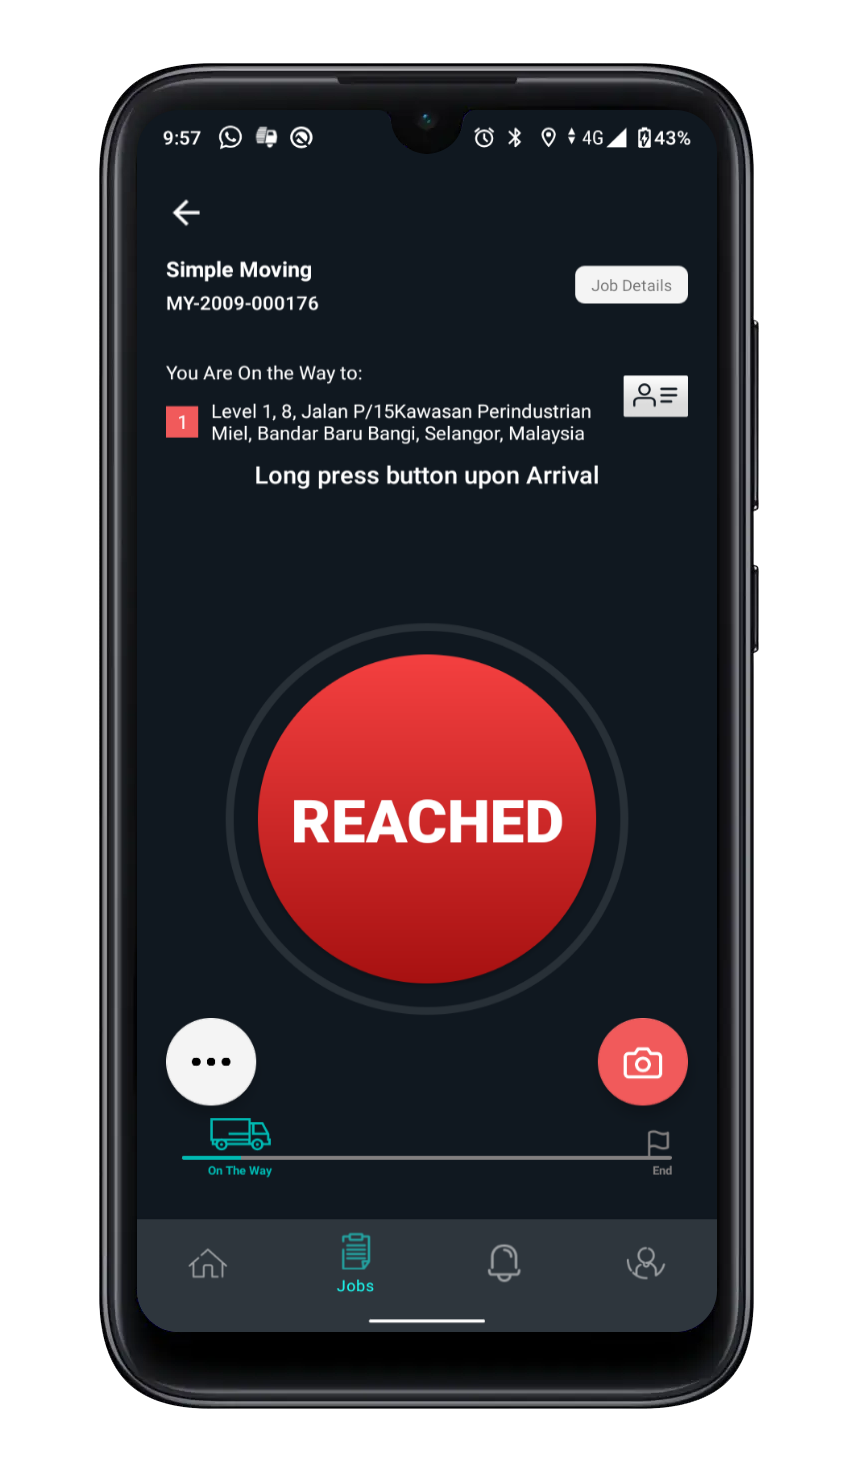 9:57 4G 43%
Simple Moving
MY-2009-000176
Job Details
You Are On the Way to:
1 Level 1, 8, Jalan P/15Kawasan Perindustrian
Miel, Bandar Baru Bangi, Selangor, Malaysia
Long press button upon Arrival
REACHED
On The Way
End
Jobs